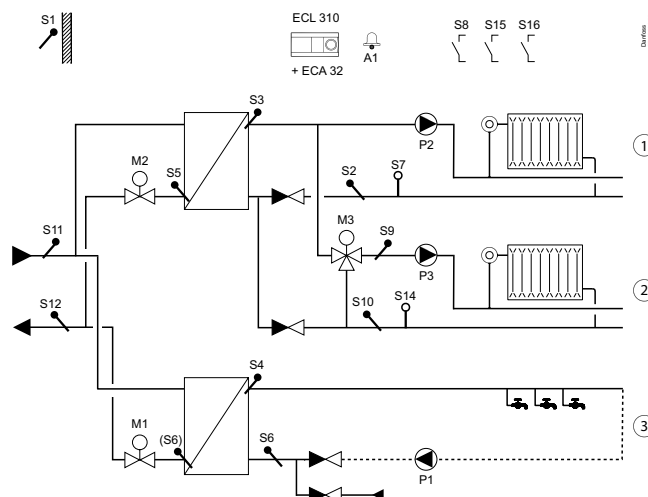 S1
ECL 310
+ ECA 32
A1
S8 S15 S16
Danfoss
S3
M2
S5
P2
S2
S7
1
S11
M3
S9
P3
S12
S10
S14
2
S4
M1
(S6)
S6
P1
3